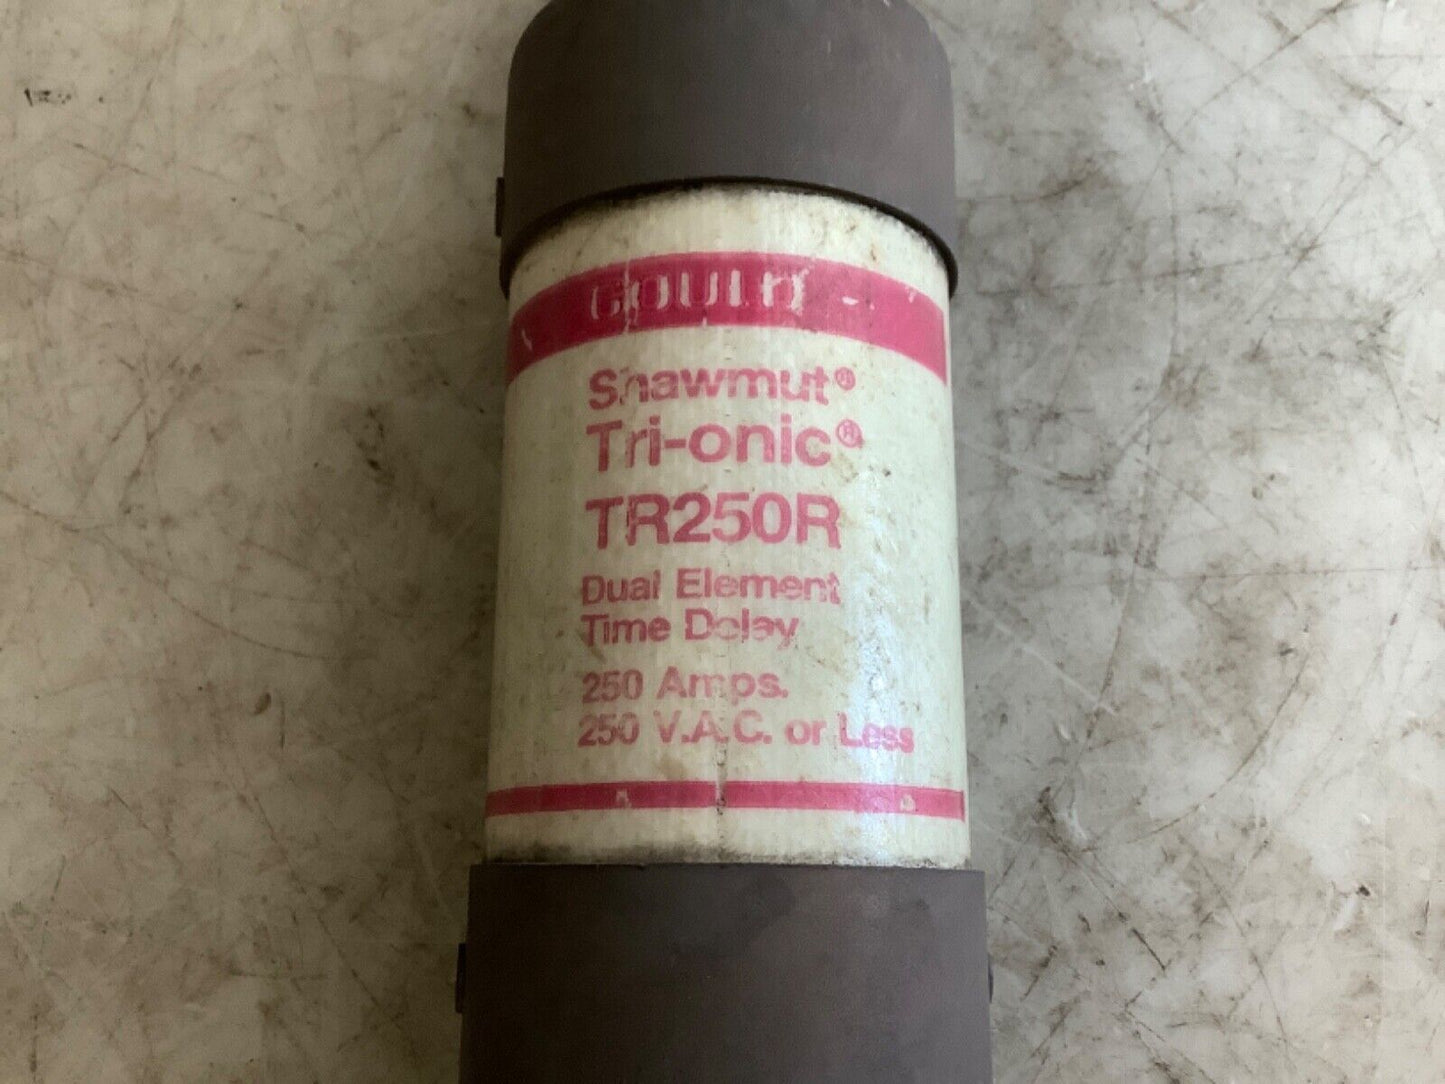 GOULD
Shawmut®
Tri-onic®
TR250R
Dual Element
Time Delay
250 Amps.
250 V.A.C. or Less